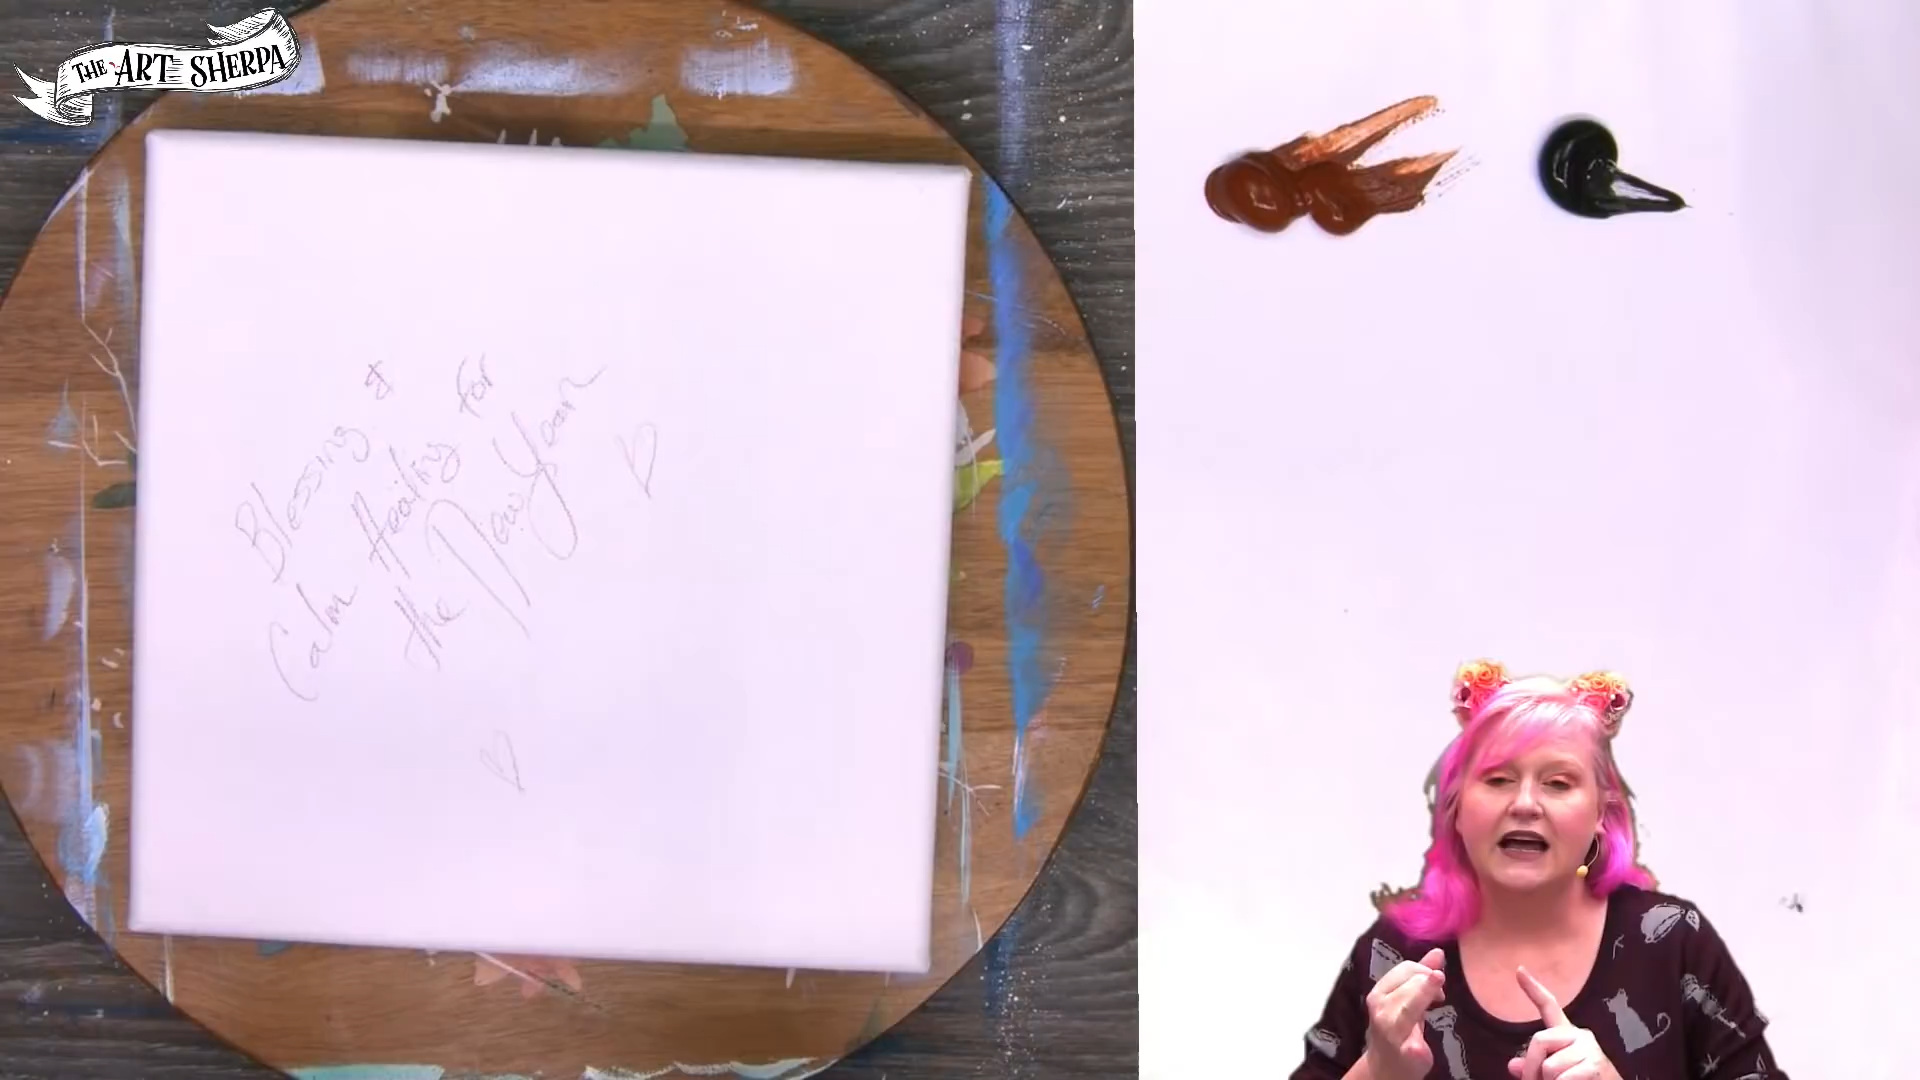 THE ART SHERPA
Blessing &
Calm Healing For
the New Year